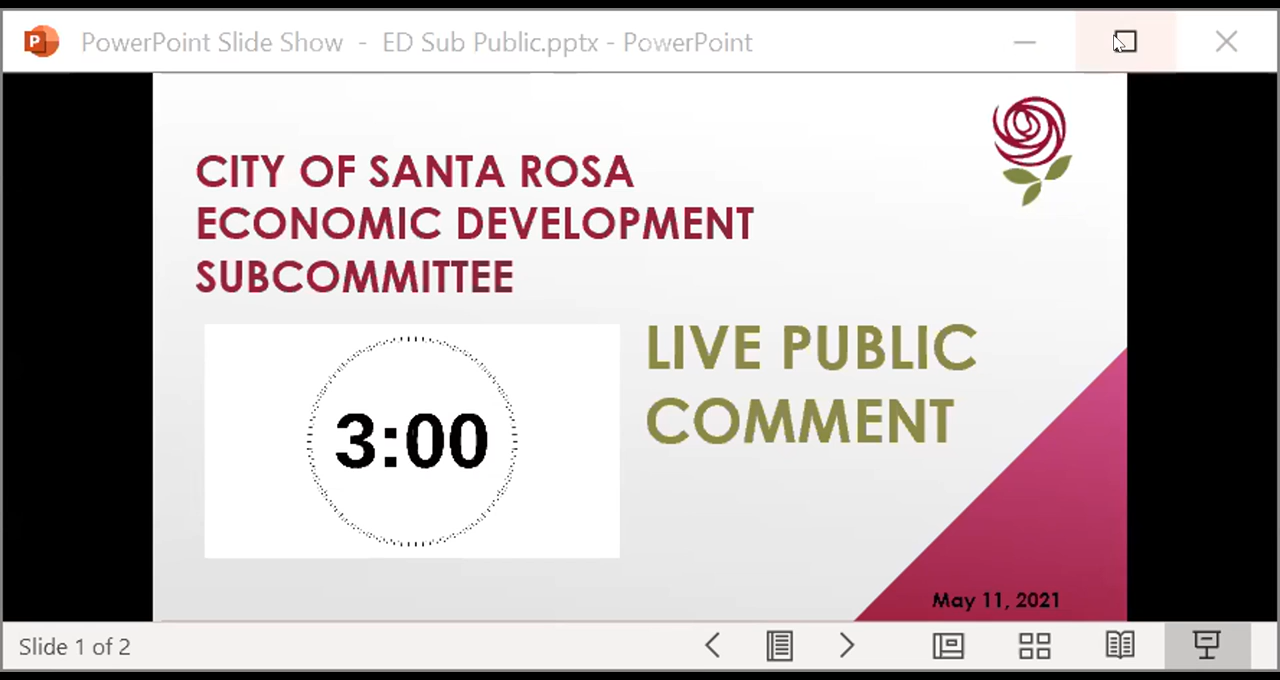 PowerPoint Slide Show - ED Sub Public.pptx - PowerPoint
CITY OF SANTA ROSA
ECONOMIC DEVELOPMENT
SUBCOMMITTEE
3:00
LIVE PUBLIC
COMMENT
May 11, 2021
Slide 1 of 2